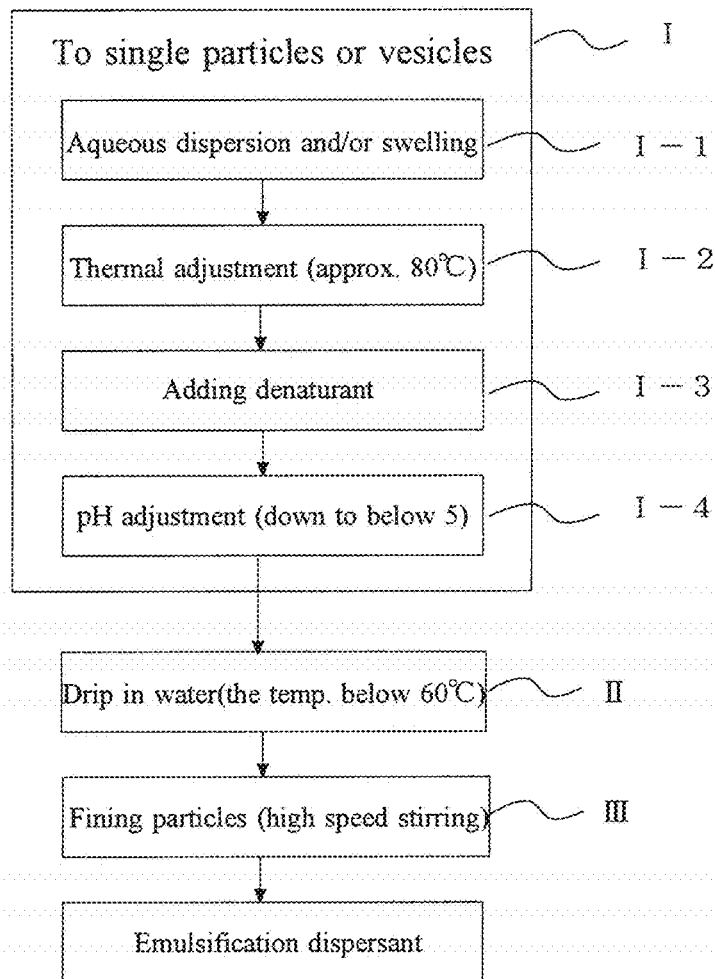 To single particles or vesicles
I
Aqueous dispersion and/or swelling
I－1
Thermal adjustment (approx. 80℃)
I－2
Adding denaturant
I－3
pH adjustment (down to below 5)
I－4
Drip in water(the temp. below 60℃)
II
Fining particles (high speed stirring)
III
Emulsification dispersant